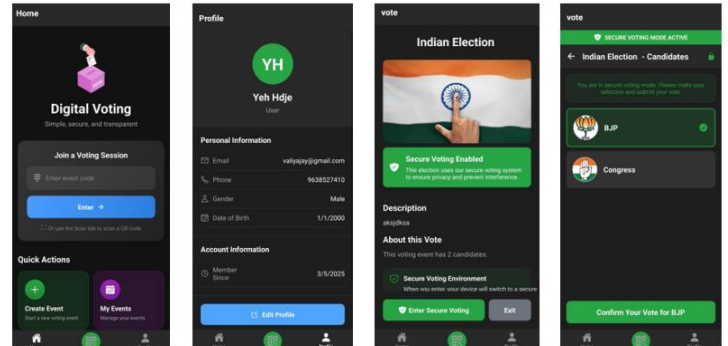 Home
VOTE
Digital Voting
Simple, secure, and transparent
Join a Voting Session
Enter event code
Enter →
Or use the Scan tab to scan a QR code
Quick Actions
Create Event
Start a new voting event
My Events
Manage your events
Profile
YH
Yeh Hdje
User
Personal Information
Email valiyajay@gmail.com
Phone 9638527410
Gender Male
Date of Birth 1/1/2000
Account Information
Member
Since 3/5/2025
Edit Profile
Profile
vote
Indian Election
Secure Voting Enabled
This election uses our secure voting system
to ensure privacy and prevent interference.
Description
aksjdksa
About this Vote
This voting event has 2 candidates.
Secure Voting Environment
When you enter, your device will switch to a secure
Enter Secure Voting
Exit
vote
SECURE VOTING MODE ACTIVE
← Indian Election - Candidates
You are in secure voting mode. Please make your
selection and submit your vote.
BJP
Congress
Confirm Your Vote for BJP